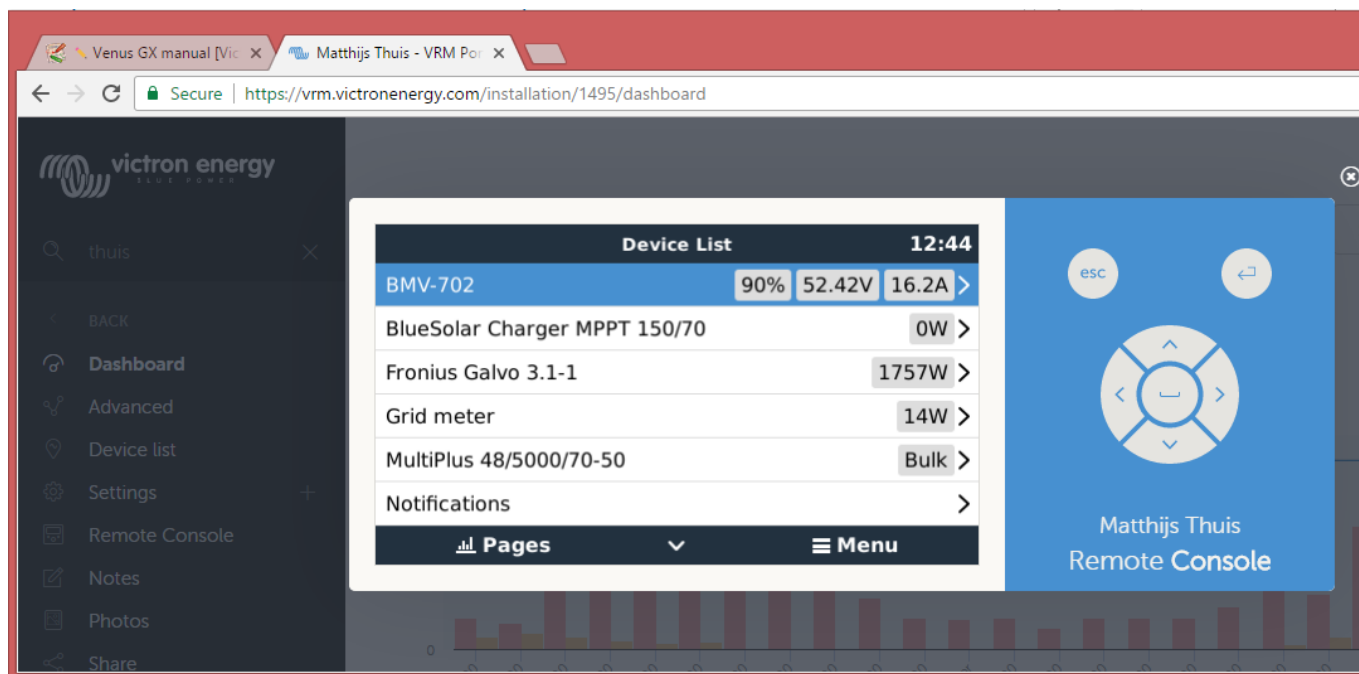 Venus GX manual [Vic
Matthijs Thuis - VRM Por
Secure | https://vrm.victronenergy.com/installation/1495/dashboard
victron energy
BLUE POWER
thuis
BACK
Dashboard
Advanced
Device list
Settings
Remote Console
Notes
Photos
Share
Device List 12:44
BMV-702 90% 52.42V 16.2A
BlueSolar Charger MPPT 150/70 0W
Fronius Galvo 3.1-1 1757W
Grid meter 14W
MultiPlus 48/5000/70-50 Bulk
Notifications
Pages Menu
esc
Matthijs Thuis
Remote Console
0